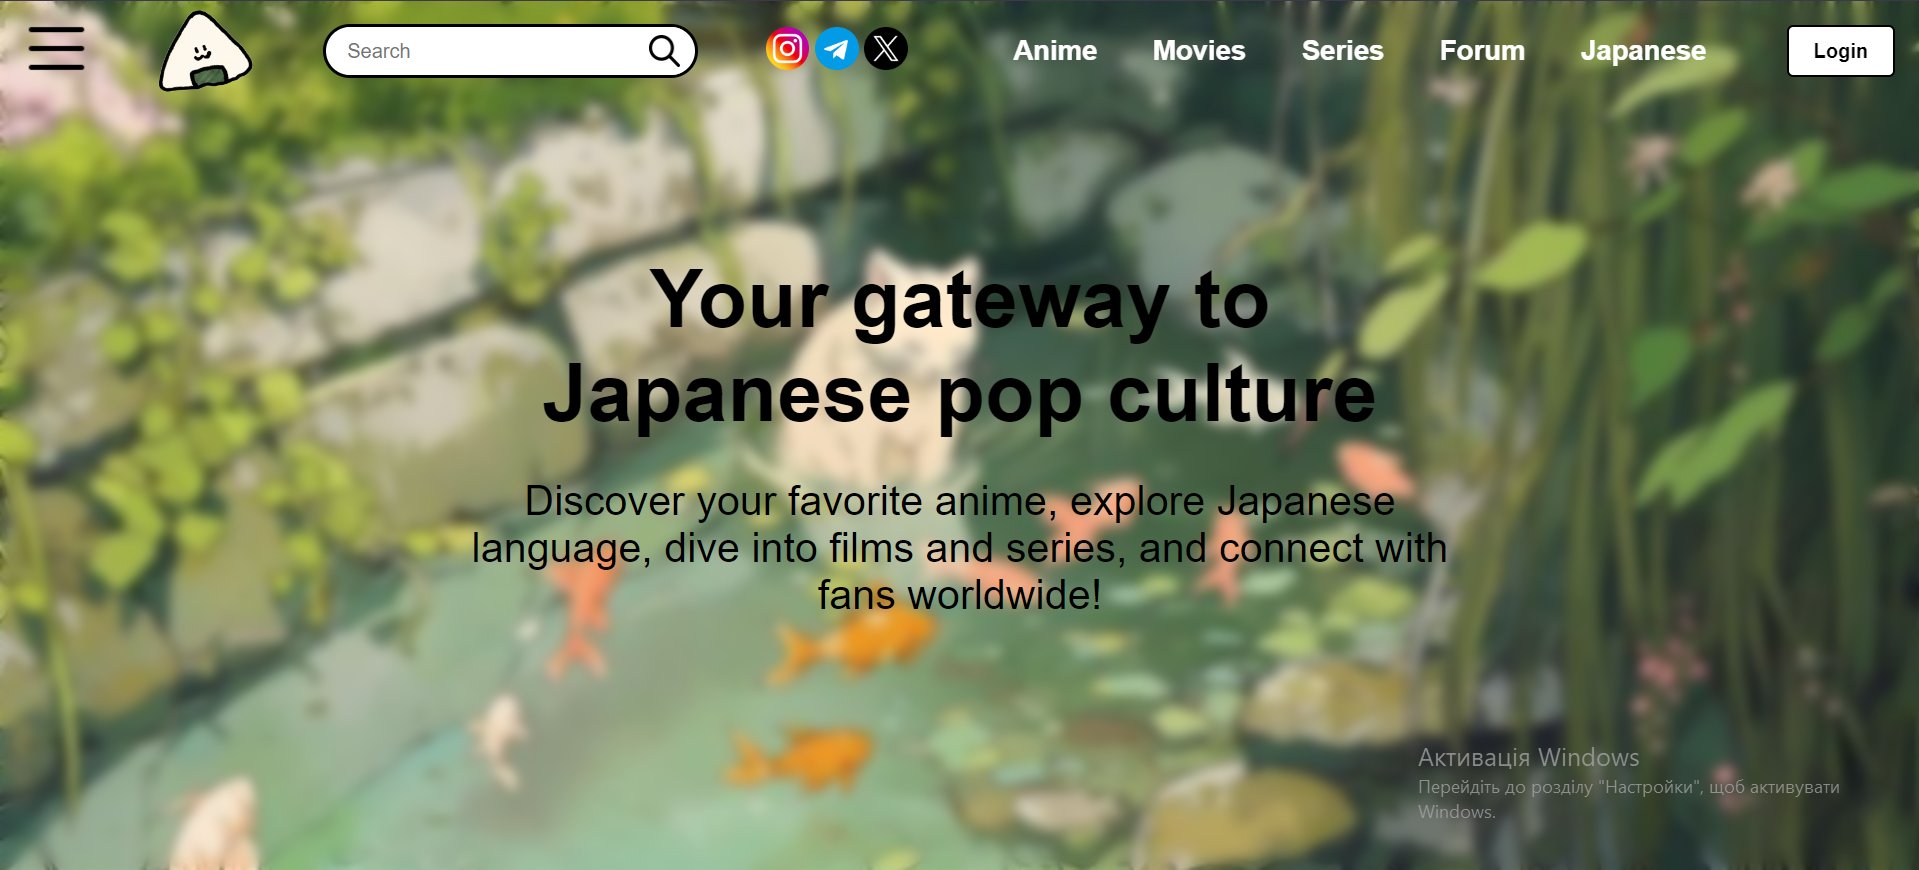 Search
Anime
Movies
Series
Forum
Japanese
Login
Your gateway to
Japanese pop culture
Discover your favorite anime, explore Japanese
language, dive into films and series, and connect with
fans worldwide!
Активація Windows
Перейдіть до розділу "Настройки", щоб активувати
Windows.